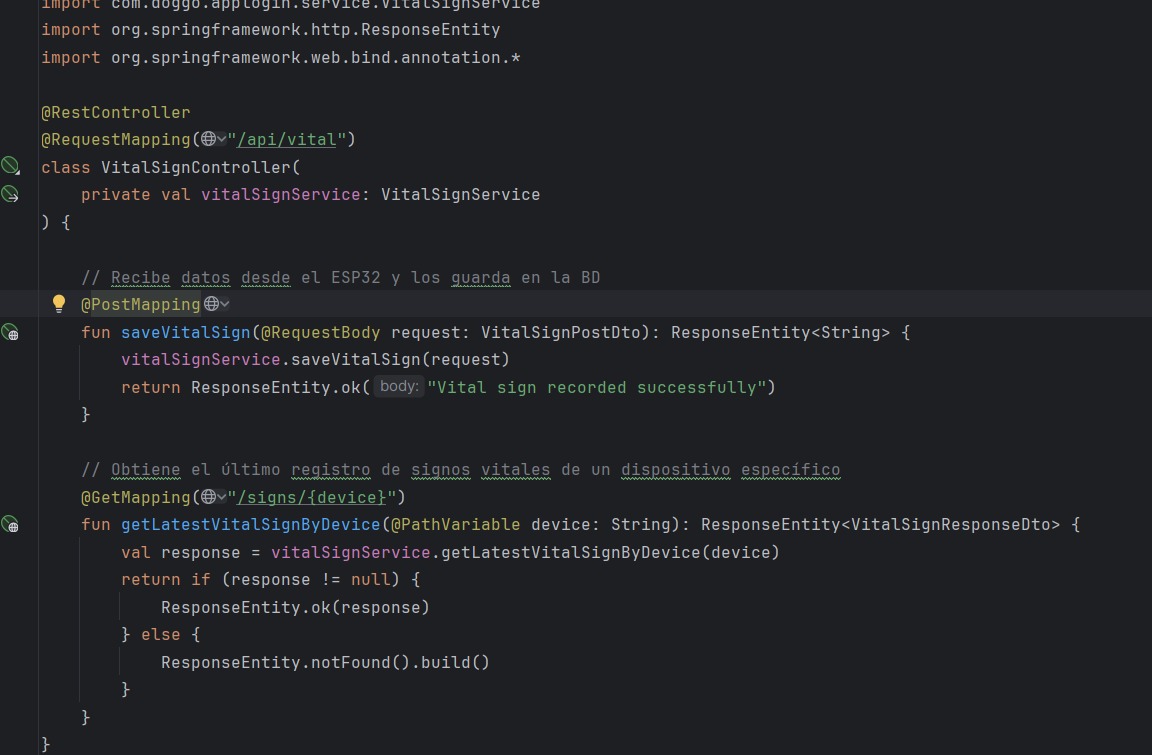 import com.doggo.applogin.service.VitalSignService
import org.springframework.http.ResponseEntity
import org.springframework.web.bind.annotation.*
@RestController
@RequestMapping("/api/vital")
class VitalSignController(
    private val vitalSignService: VitalSignService
) {
    // Recibe datos desde el ESP32 y los guarda en la BD
    @PostMapping
    fun saveVitalSign(@RequestBody request: VitalSignPostDto): ResponseEntity<String> {
        vitalSignService.saveVitalSign(request)
        return ResponseEntity.ok( body: "Vital sign recorded successfully")
    }
    // Obtiene el último registro de signos vitales de un dispositivo específico
    @GetMapping("/signs/{device}")
    fun getLatestVitalSignByDevice(@PathVariable device: String): ResponseEntity<VitalSignResponseDto> {
        val response = vitalSignService.getLatestVitalSignByDevice(device)
        return if (response != null) {
            ResponseEntity.ok(response)
        } else {
            ResponseEntity.notFound().build()
        }
    }
}